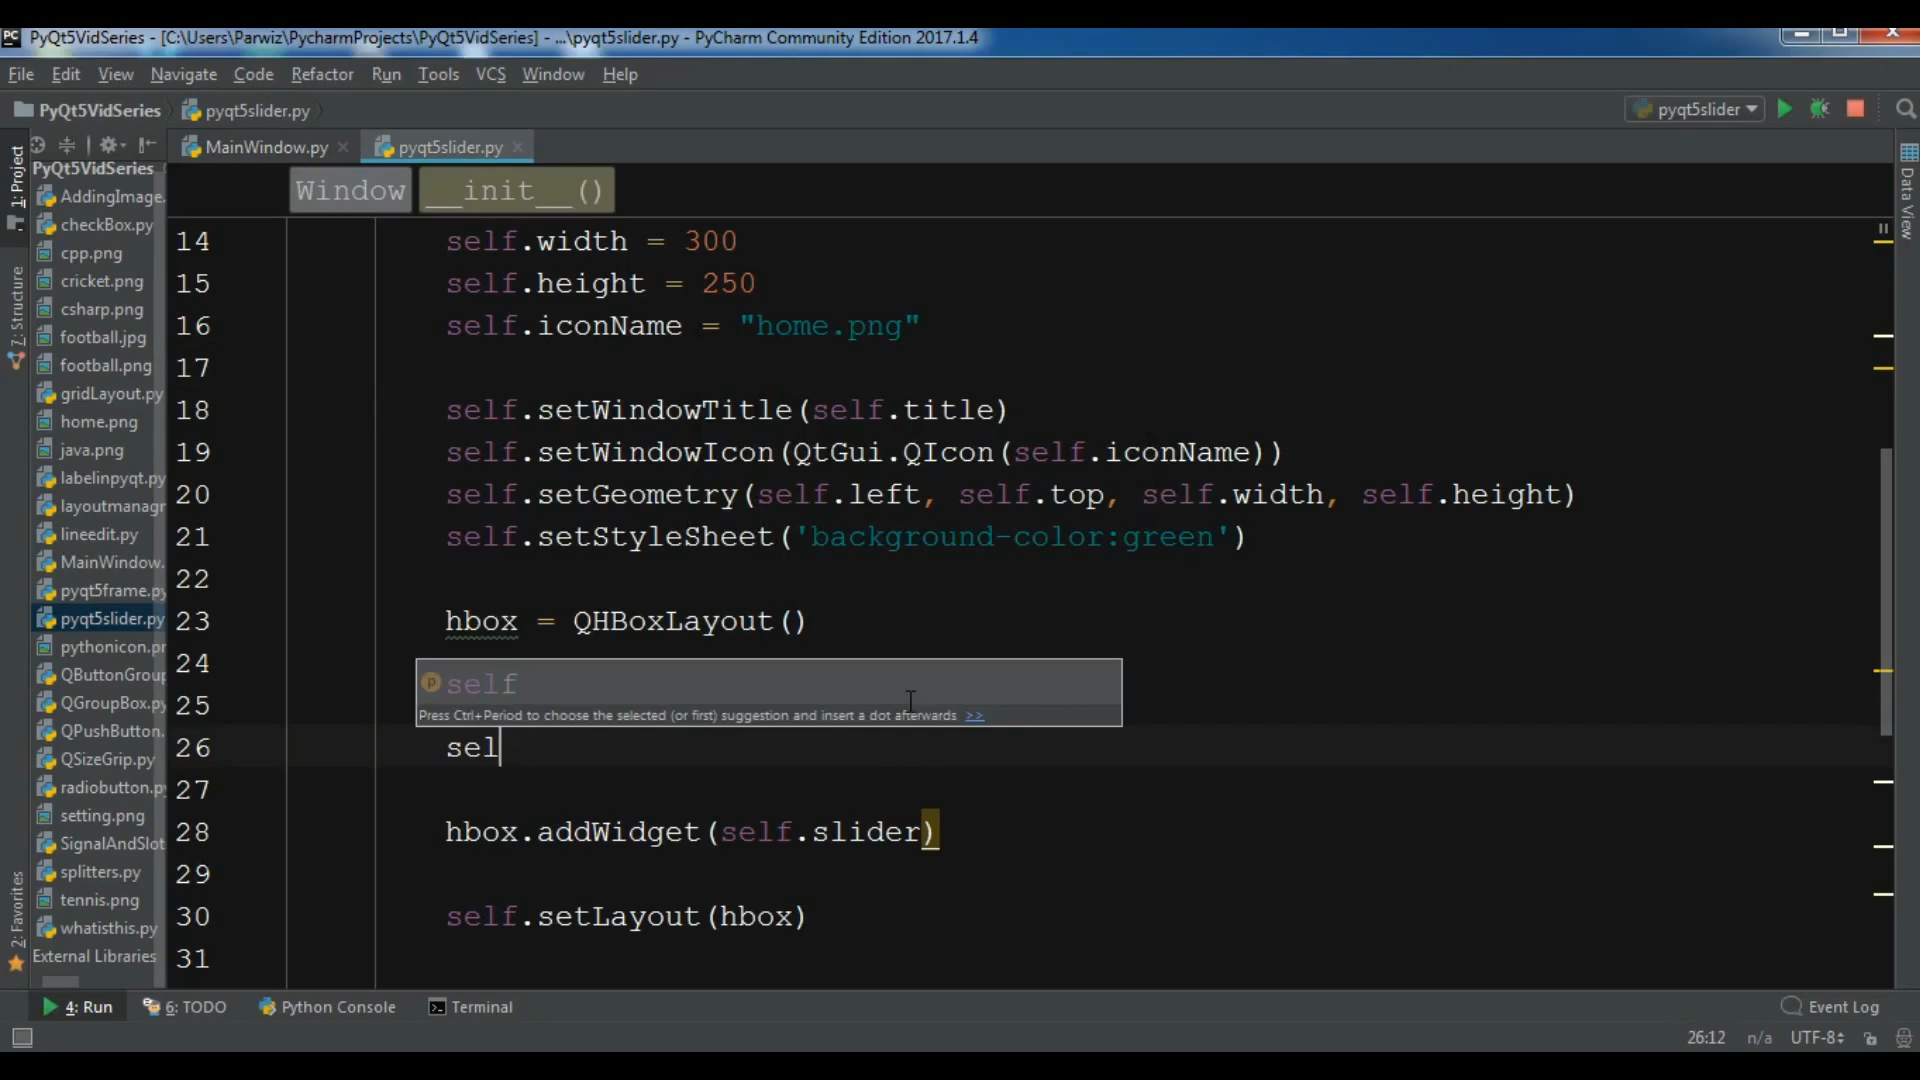 PC PyQt5VidSeries - [C:\Users\Parwiz\PycharmProjects\PyQt5VidSeries] - ...\pyqt5slider.py - PyCharm Community Edition 2017.1.4
File Edit View Navigate Code Refactor Run Tools VCS Window Help
PyQt5VidSeries pyqt5slider.py pyqt5slider
MainWindow.py pyqt5slider.py
Window __init__()
1: Project
7: Structure
2: Favorites
PyQt5VidSeries
AddingImage.
checkBox.py
cpp.png
cricket.png
csharp.png
football.jpg
football.png
gridLayout.py
home.png
java.png
labelinpyqt.py
layoutmanagr
lineedit.py
MainWindow.
pyqt5frame.py
pyqt5slider.py
pythonicon.pr
QButtonGroup
QGroupBox.py
QPushButton.
QSizeGrip.py
radiobutton.py
setting.png
SignalAndSlot
splitters.py
tennis.png
whatisthis.py
External Libraries
14 self.width = 300
15 self.height = 250
16 self.iconName = "home.png"
17
18 self.setWindowTitle(self.title)
19 self.setWindowIcon(QtGui.QIcon(self.iconName))
20 self.setGeometry(self.left, self.top, self.width, self.height)
21 self.setStyleSheet('background-color:green')
22
23 hbox = QHBoxLayout()
24
p self
25
Press Ctrl+Period to choose the selected (or first) suggestion and insert a dot afterwards >>
26 sel
27
28 hbox.addWidget(self.slider)
29
30 self.setLayout(hbox)
31
Data View
4: Run 6: TODO Python Console Terminal Event Log
26:12 n/a UTF-8